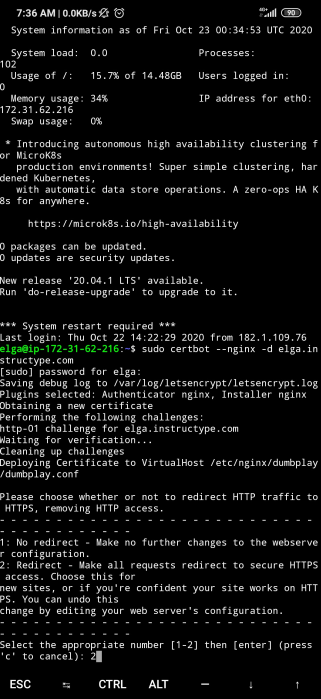 7:36 AM | 0.0KB/s
4G+
90
System information as of Fri Oct 23 00:34:53 UTC 2020
System load:  0.0               Processes:
102
Usage of /:   15.7% of 14.48GB   Users logged in:
0
Memory usage: 34%               IP address for eth0:
172.31.62.216
Swap usage:   0%
* Introducing autonomous high availability clustering f
or MicroK8s
production environments! Super simple clustering, har
dened Kubernetes,
with automatic data store operations. A zero-ops HA K
8s for anywhere.
https://microk8s.io/high-availability
0 packages can be updated.
0 updates are security updates.
New release '20.04.1 LTS' available.
Run 'do-release-upgrade' to upgrade to it.
*** System restart required ***
Last login: Thu Oct 22 14:22:29 2020 from 182.1.109.76
elga@ip-172-31-62-216:~$ sudo certbot --nginx -d elga.in
structype.com
[sudo] password for elga:
Saving debug log to /var/log/letsencrypt/letsencrypt.log
Plugins selected: Authenticator nginx, Installer nginx
Obtaining a new certificate
Performing the following challenges:
http-01 challenge for elga.instructype.com
Waiting for verification...
Cleaning up challenges
Deploying Certificate to VirtualHost /etc/nginx/dumbplay
/dumbplay.conf
Please choose whether or not to redirect HTTP traffic to
HTTPS, removing HTTP access.
- - - - - - - - - - - - - - - - - - - - - - - - - - - -
- - - - - - - - - - - -
1: No redirect - Make no further changes to the webserve
r configuration.
2: Redirect - Make all requests redirect to secure HTTPS
access. Choose this for
new sites, or if you're confident your site works on HTT
PS. You can undo this
change by editing your web server's configuration.
- - - - - - - - - - - - - - - - - - - - - - - - - - - -
- - - - - - - - - - - -
Select the appropriate number [1-2] then [enter] (press
'c' to cancel): 2
ESC ⇆ CTRL ALT — ↓ ↑